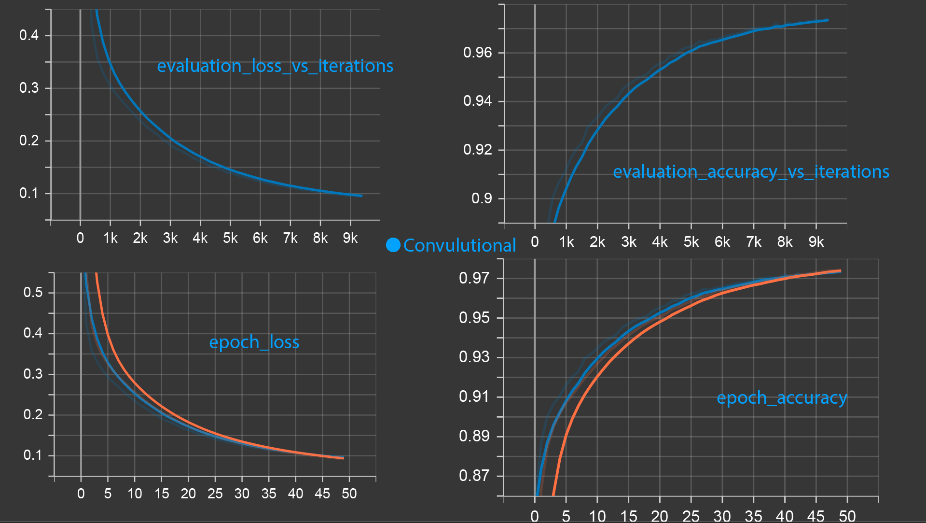 0.4
0.3
0.2
0.1
evaluation_loss_vs_iterations
0 1k 2k 3k 4k 5k 6k 7k 8k 9k
0.96
0.94
0.92
0.9
evaluation_accuracy_vs_iterations
0 1k 2k 3k 4k 5k 6k 7k 8k 9k
Convulutional
0.5
0.4
0.3
0.2
0.1
epoch_loss
0 5 10 15 20 25 30 35 40 45 50
0.97
0.95
0.93
0.91
0.89
0.87
epoch_accuracy
0 5 10 15 20 25 30 35 40 45 50